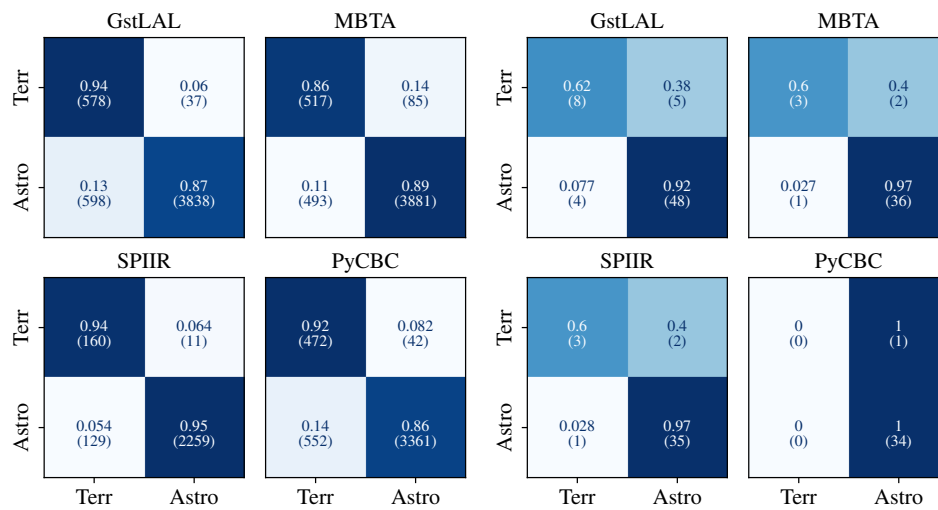 GstLAL
MBTA
GstLAL
MBTA
Terr
0.94
(578)
0.06
(37)
0.86
(517)
0.14
(85)
Terr
0.62
(8)
0.38
(5)
0.6
(3)
0.4
(2)
Astro
0.13
(598)
0.87
(3838)
0.11
(493)
0.89
(3881)
Astro
0.077
(4)
0.92
(48)
0.027
(1)
0.97
(36)
SPIIR
PyCBC
SPIIR
PyCBC
Terr
0.94
(160)
0.064
(11)
0.92
(472)
0.082
(42)
Terr
0.6
(3)
0.4
(2)
0
(0)
1
(1)
Astro
0.054
(129)
0.95
(2259)
0.14
(552)
0.86
(3361)
Astro
0.028
(1)
0.97
(35)
0
(0)
1
(34)
Terr
Astro
Terr
Astro
Terr
Astro
Terr
Astro